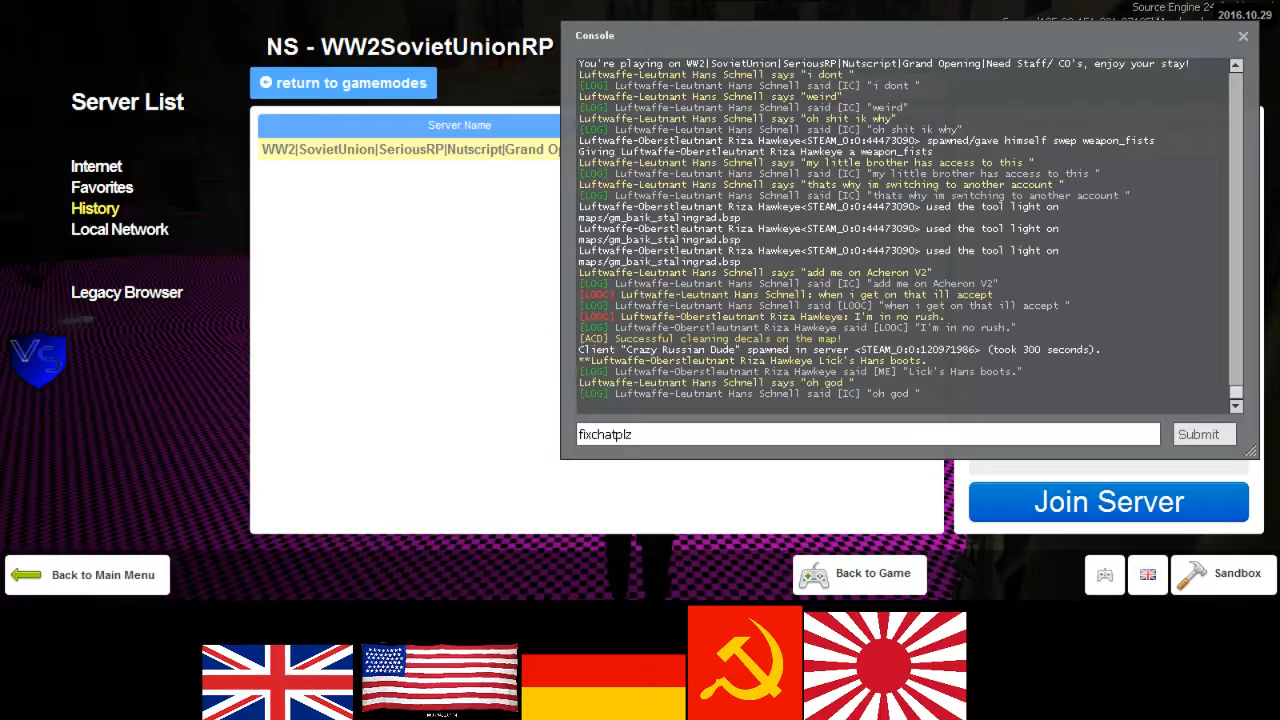 Source Engine 24
2016.10.29
NS - WW2SovietUnionRP
return to gamemodes
Server List
Internet
Favorites
History
Local Network
Legacy Browser
Server Name
WW2|SovietUnion|SeriousRP|Nutscript|Grand Op
Console
You're playing on WW2|SovietUnion|SeriousRP|Nutscript|Grand Opening|Need Staff/ CO's, enjoy your stay!
Luftwaffe-Leutnant Hans Schnell says "i dont "
[LOG] Luftwaffe-Leutnant Hans Schnell said [IC] "i dont "
Luftwaffe-Leutnant Hans Schnell says "weird"
[LOG] Luftwaffe-Leutnant Hans Schnell said [IC] "weird"
Luftwaffe-Leutnant Hans Schnell says "oh shit ik why"
[LOG] Luftwaffe-Leutnant Hans Schnell said [IC] "oh shit ik why"
Luftwaffe-Oberstleutnant Riza Hawkeye<STEAM_0:0:44473090> spawned/gave himself swep weapon_fists
Giving Luftwaffe-Oberstleutnant Riza Hawkeye a weapon_fists
Luftwaffe-Leutnant Hans Schnell says "my little brother has access to this "
[LOG] Luftwaffe-Leutnant Hans Schnell said [IC] "my little brother has access to this "
Luftwaffe-Leutnant Hans Schnell says "thats why im switching to another account "
[LOG] Luftwaffe-Leutnant Hans Schnell said [IC] "thats why im switching to another account "
Luftwaffe-Oberstleutnant Riza Hawkeye<STEAM_0:0:44473090> used the tool light on
maps/gm_baik_stalingrad.bsp
Luftwaffe-Oberstleutnant Riza Hawkeye<STEAM_0:0:44473090> used the tool light on
maps/gm_baik_stalingrad.bsp
Luftwaffe-Oberstleutnant Riza Hawkeye<STEAM_0:0:44473090> used the tool light on
maps/gm_baik_stalingrad.bsp
Luftwaffe-Leutnant Hans Schnell says "add me on Acheron V2"
[LOG] Luftwaffe-Leutnant Hans Schnell said [IC] "add me on Acheron V2"
[LOOC] Luftwaffe-Leutnant Hans Schnell: when i get on that ill accept
[LOG] Luftwaffe-Leutnant Hans Schnell said [LOOC] "when i get on that ill accept "
[LOOC] Luftwaffe-Oberstleutnant Riza Hawkeye: I'm in no rush.
[LOG] Luftwaffe-Oberstleutnant Riza Hawkeye said [LOOC] "I'm in no rush."
[ACD] Successful cleaning decals on the map!
Client "Crazy Russian Dude" spawned in server <STEAM_0:0:120971986> (took 300 seconds).
**Luftwaffe-Oberstleutnant Riza Hawkeye Lick's Hans boots.
[LOG] Luftwaffe-Oberstleutnant Riza Hawkeye said [ME] "Lick's Hans boots."
Luftwaffe-Leutnant Hans Schnell says "oh god "
[LOG] Luftwaffe-Leutnant Hans Schnell said [IC] "oh god "
fixchatplz
Submit
Join Server
VS
Back to Main Menu
Back to Game
Sandbox